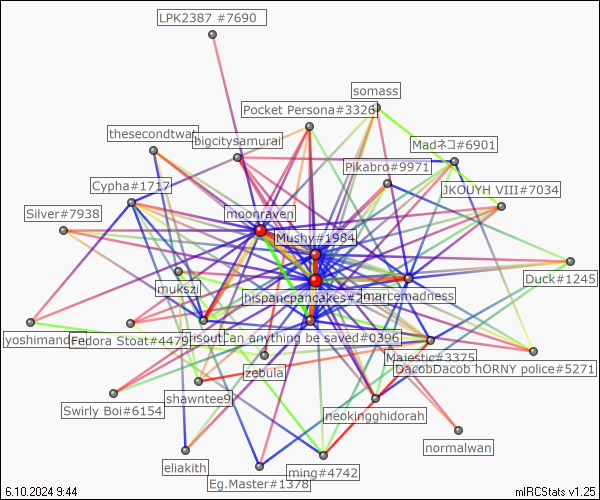 LPK2387 #7690
somass
Pocket Persona#3326
thesecondtwat
bigcitysamurai
Madネコ#6901
Pikabro#9971
Cypha#1717
JKOUYH VIII#7034
Silver#7938
moonraven
Mushy#1984
Duck#1245
mukszi
hispancpancakes#2
marcemadness
yoshimand
Fedora Stoat#4479
can anything be saved#0396
Majestic#3375
DacobDacob hORNY police#5271
zebula
shawntee9
Swirly Boi#6154
neokingghidorah
normalwan
eliakith
ming#4742
Eg.Master#1378
6.10.2024 9:44
mIRCStats v1.25